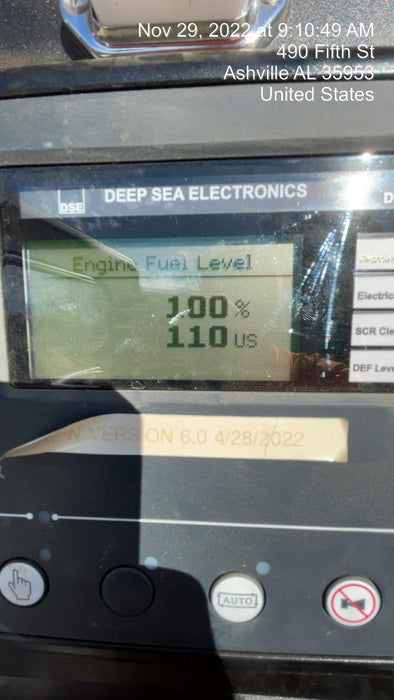 Nov 29, 2022 at 9:10:49 AM
490 Fifth St
Ashville AL 35953
United States
DSE
DEEP SEA ELECTRONICS
D
Engine Fuel Level
100 %
110 US
Electrica
SCR Cle
DEF Leve
VERSION 6.0 4/28/2022
AUTO